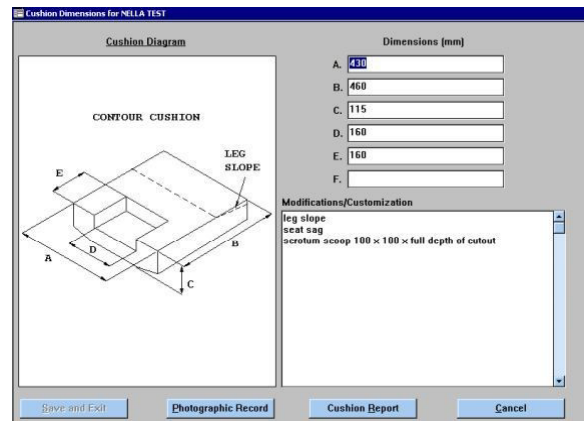 Cushion Dimensions for NELLA TEST
Cushion Diagram
CONTOUR CUSHION
LEG
SLOPE
E
D
A
B
C
Dimensions (mm)
A. 430
B. 460
C. 115
D. 160
E. 160
F.
Modifications/Customization
leg slope
seat sag
scrotum scoop 100 x 100 x full depth of cutout
Save and Exit
Photographic Record
Cushion Report
Cancel